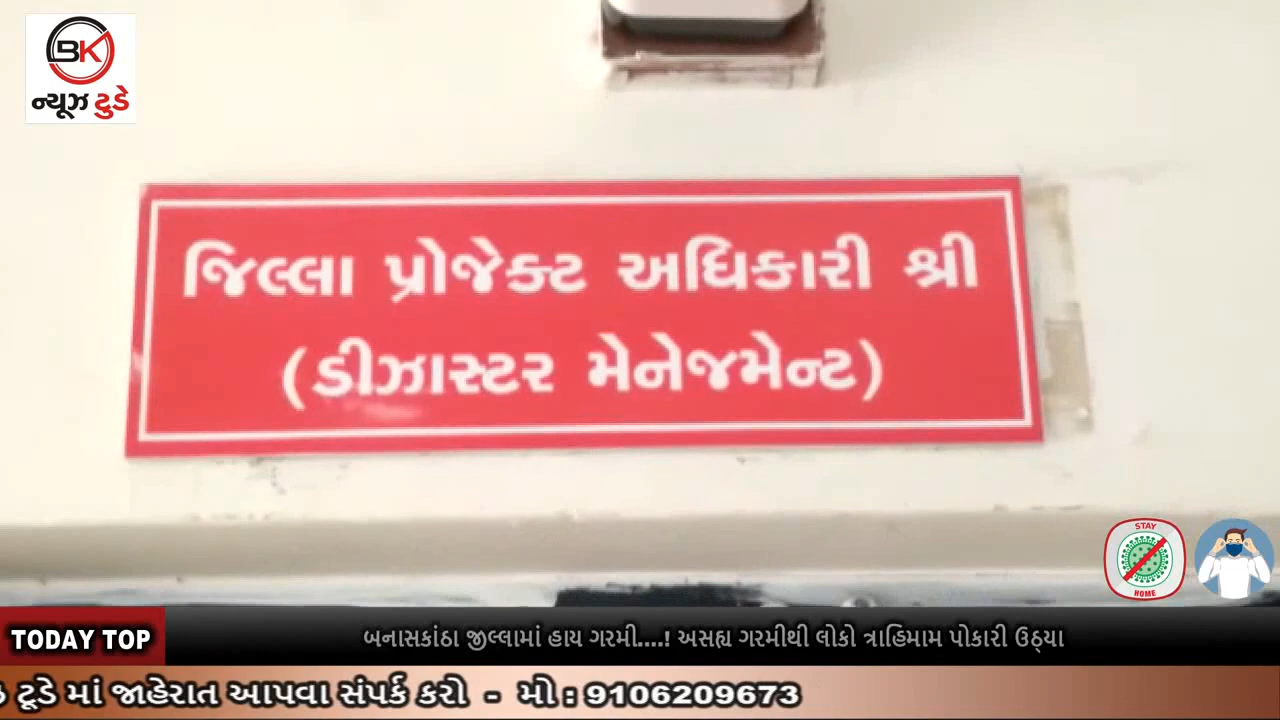 BK
ન્યૂઝ ટુડે
જિલ્લા પ્રોજેક્ટ અધિકારી શ્રી
(ડીઝાસ્ટર મેનેજમેન્ટ)
STAY
HOME
TODAY TOP
બનાસકાંઠા જીલ્લામાં હાય ગરમી....! અસહ્ય ગરમીથી લોકો ત્રાહિમામ પોકારી ઉઠ્યા
ટૂડે માં જાહેરાત આપવા સંપર્ક કરો - મો : 9106209673